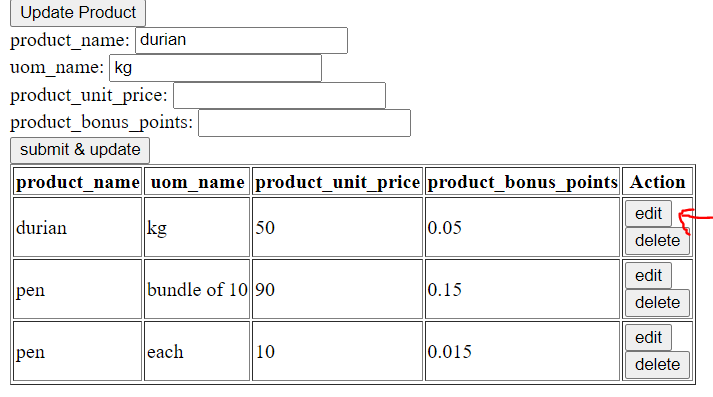 Update Product
product_name: durian
uom_name: kg
product_unit_price:
product_bonus_points:
submit & update
product_name uom_name product_unit_price product_bonus_points Action
durian kg 50 0.05 edit
delete
pen bundle of 10 90 0.15 edit
delete
pen each 10 0.015 edit
delete